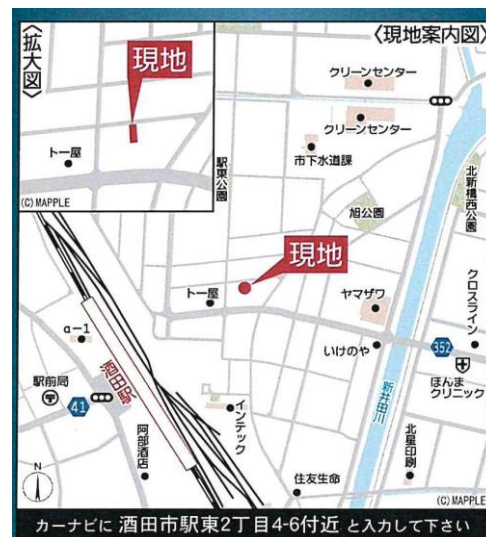 〈拡大図〉
現地
トー屋
(C) MAPPLE
〈現地案内図〉
クリーンセンター
クリーンセンター
市下水道課
駅東公園
旭公園
北新橋西公園
現地
トー屋
ヤマザワ
クロスライン
α-1
いけのや
352
酒田駅
駅前局
41
ほんま
クリニック
新井田川
インテック
阿部酒店
北星印刷
住友生命
N
(C) MAPPLE
カーナビに 酒田市駅東2丁目4-6付近 と入力して下さい